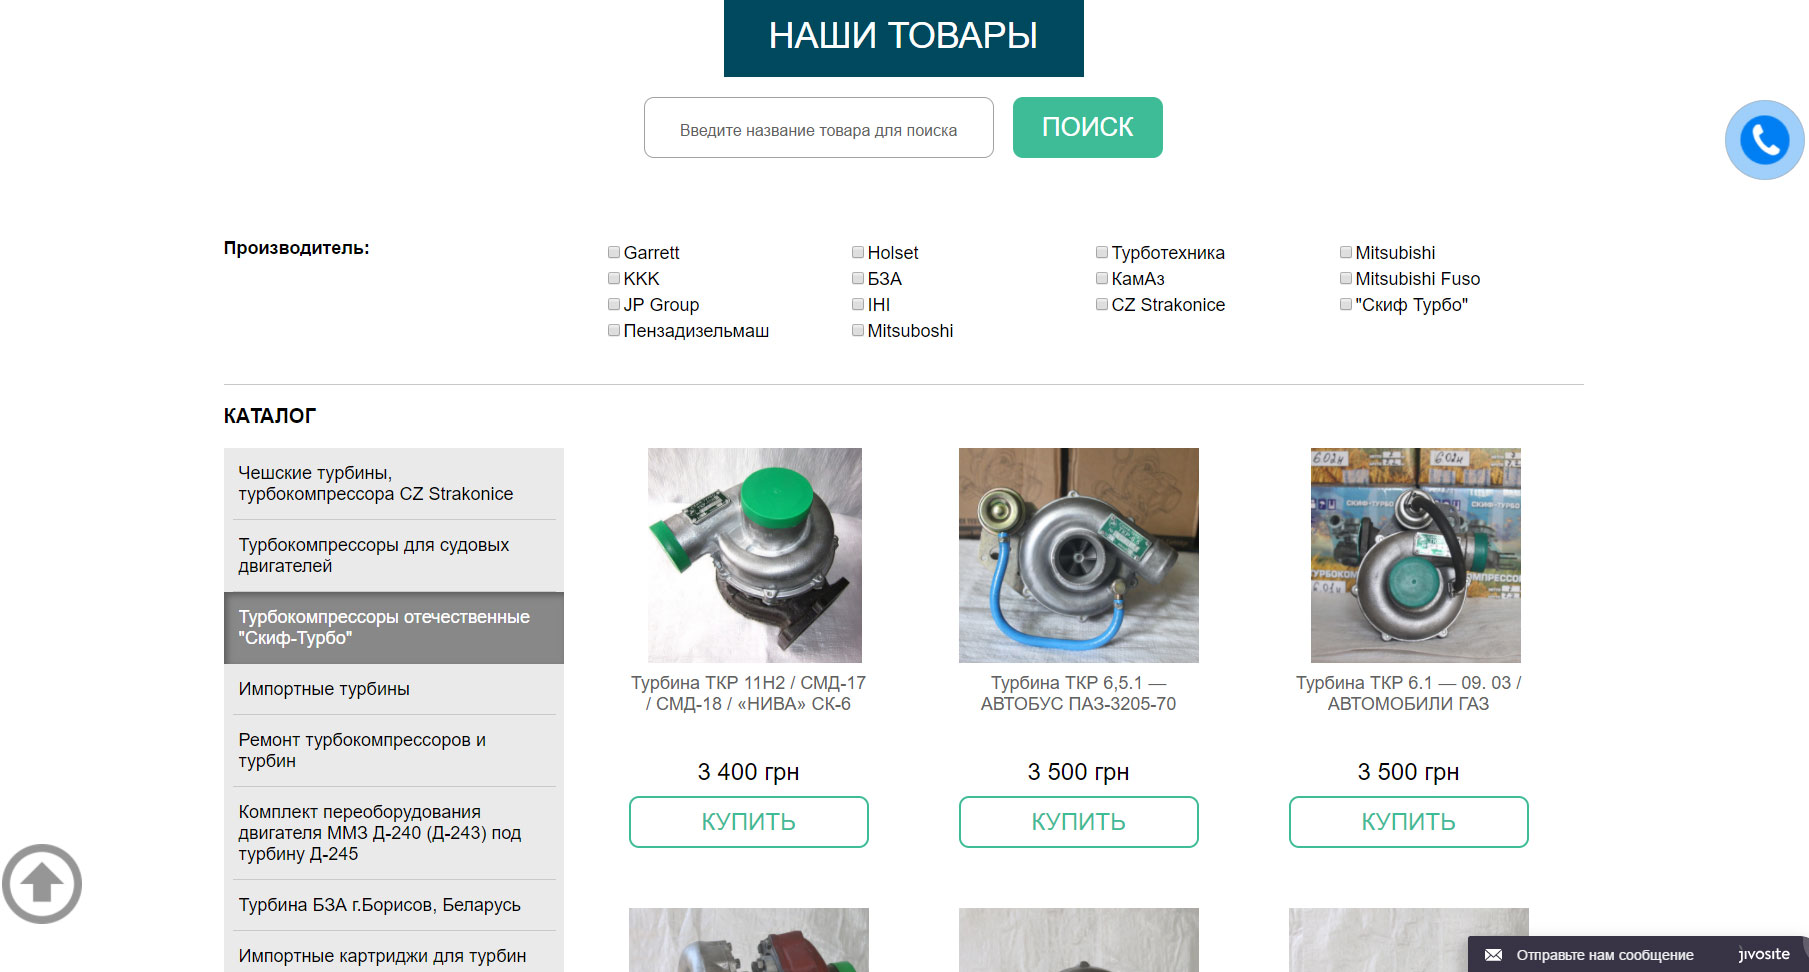 НАШИ ТОВАРЫ
Введите название товара для поиска
ПОИСК
Производитель:
Garrett
Holset
Турботехника
Mitsubishi
KKK
БЗА
КамАз
Mitsubishi Fuso
JP Group
IHI
CZ Strakonice
"Скиф Турбо"
Пензадизельмаш
Mitsuboshi
КАТАЛОГ
Чешские турбины,
турбокомпрессора CZ Strakonice
Турбокомпрессоры для судовых
двигателей
Турбокомпрессоры отечественные
"Скиф-Турбо"
Импортные турбины
Ремонт турбокомпрессоров и
турбин
Комплект переоборудования
двигателя ММЗ Д-240 (Д-243) под
турбину Д-245
Турбина БЗА г.Борисов, Беларусь
Импортные картриджи для турбин
Турбина ТКР 11Н2 / СМД-17
/ СМД-18 / «НИВА» СК-6
3 400 грн
КУПИТЬ
Турбина ТКР 6,5.1 —
АВТОБУС ПАЗ-3205-70
3 500 грн
КУПИТЬ
Турбина ТКР 6.1 — 09. 03 /
АВТОМОБИЛИ ГАЗ
3 500 грн
КУПИТЬ
Отправьте нам сообщение
jivosite